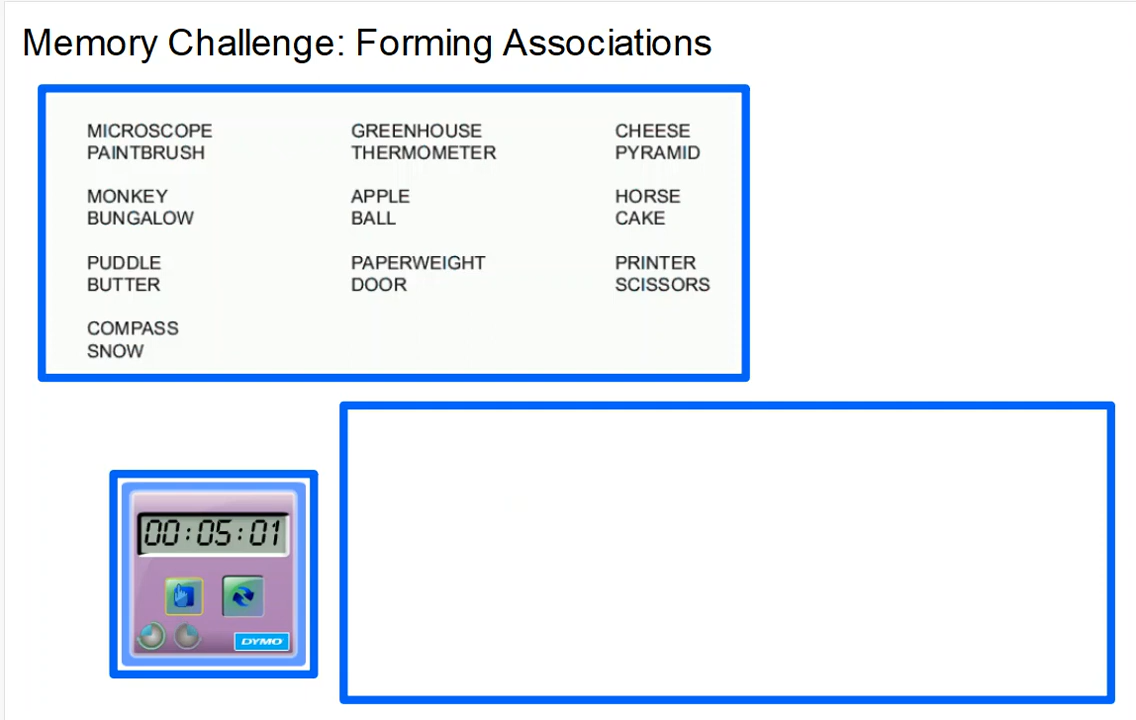 Memory Challenge: Forming Associations
MICROSCOPE
PAINTBRUSH
GREENHOUSE
THERMOMETER
CHEESE
PYRAMID
MONKEY
BUNGALOW
APPLE
BALL
HORSE
CAKE
PUDDLE
BUTTER
PAPERWEIGHT
DOOR
PRINTER
SCISSORS
COMPASS
SNOW
00:05:01
DYMO